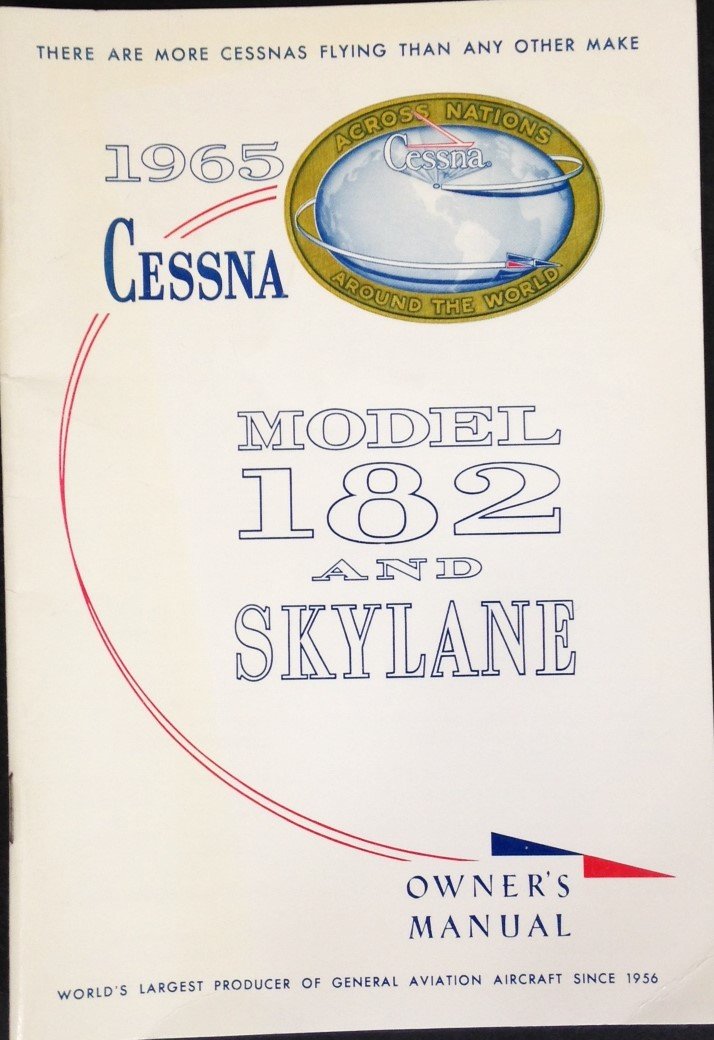 THERE ARE MORE CESSNAS FLYING THAN ANY OTHER MAKE
1965
CESSNA
ACROSS NATIONS
Cessna
AROUND THE WORLD
MODEL
182
AND
SKYLANE
OWNER'S
MANUAL
WORLD'S LARGEST PRODUCER OF GENERAL AVIATION AIRCRAFT SINCE 1956